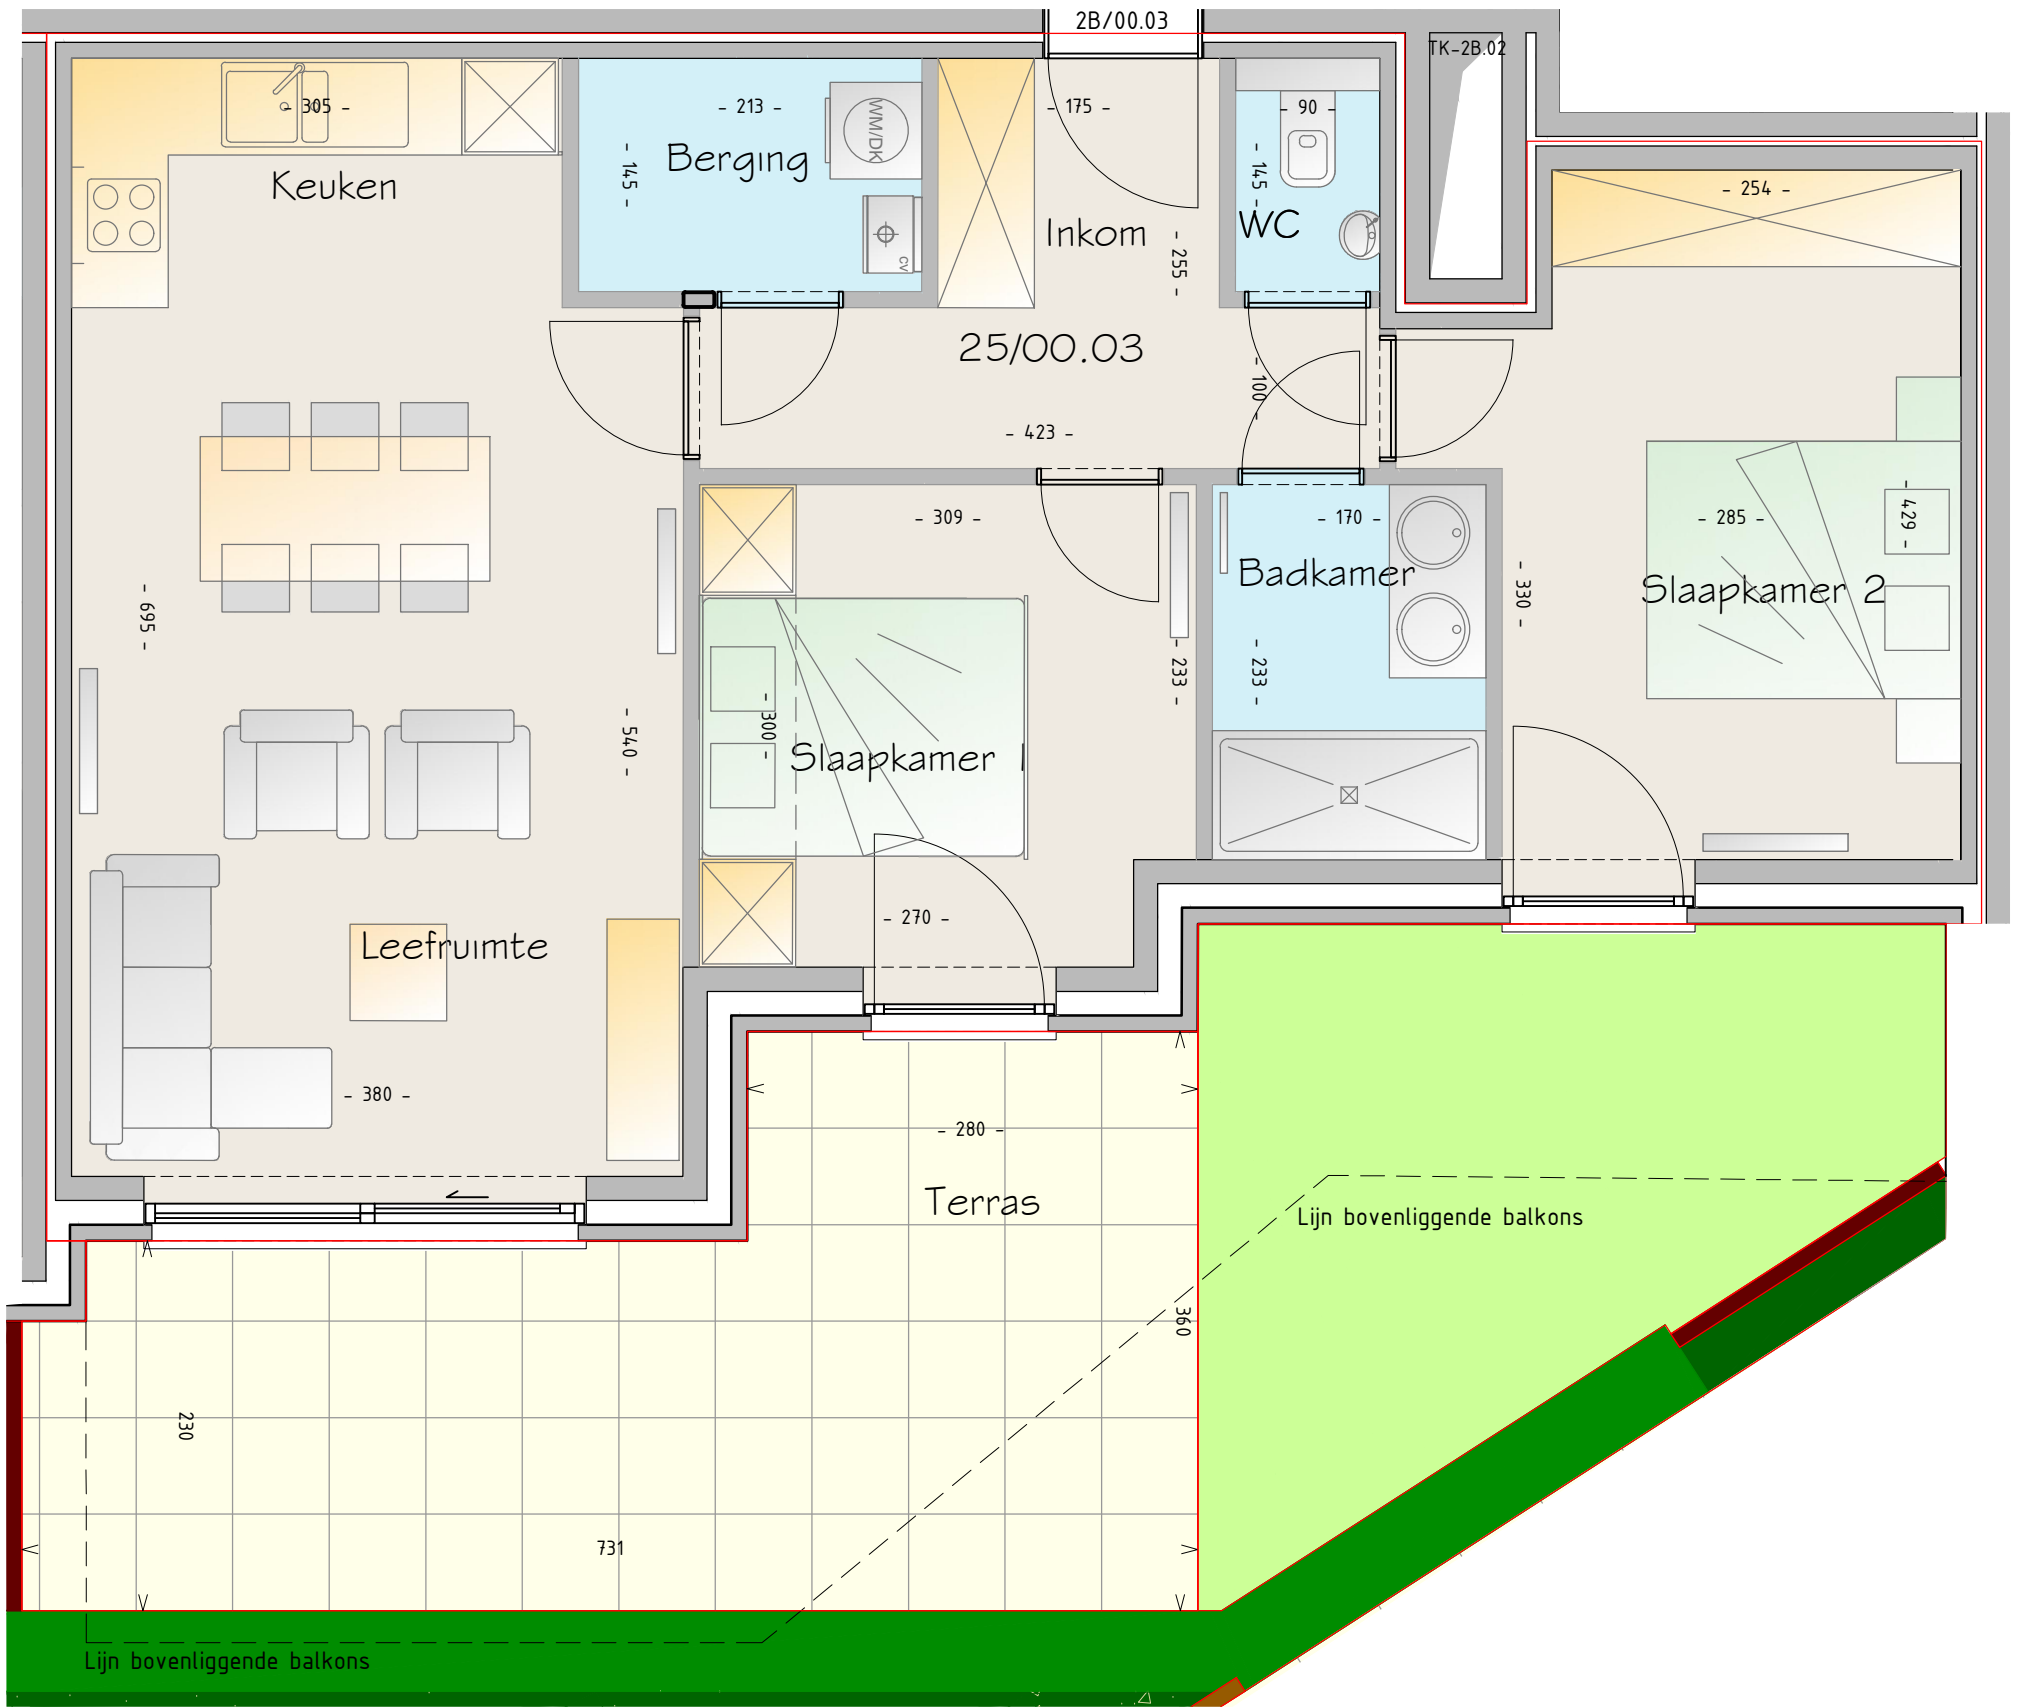 2B/00.03
TK-2B.02
- 305 -
- 213 -
WM/DK
- 175 -
- 90 -
- 145 -
Berging
- 145 -
Keuken
- 254 -
Inkom
WC
- 255 -
CV
25/00.03
- 100 -
- 423 -
- 309 -
- 170 -
- 285 -
- 429 -
Badkamer
Slaapkamer 2
- 695 -
- 330 -
- 233 -
- 233 -
- 540 -
- 300 -
Slaapkamer 1
- 270 -
Leefruimte
- 380 -
- 280 -
Terras
Lijn bovenliggende balkons
360
230
731
Lijn bovenliggende balkons